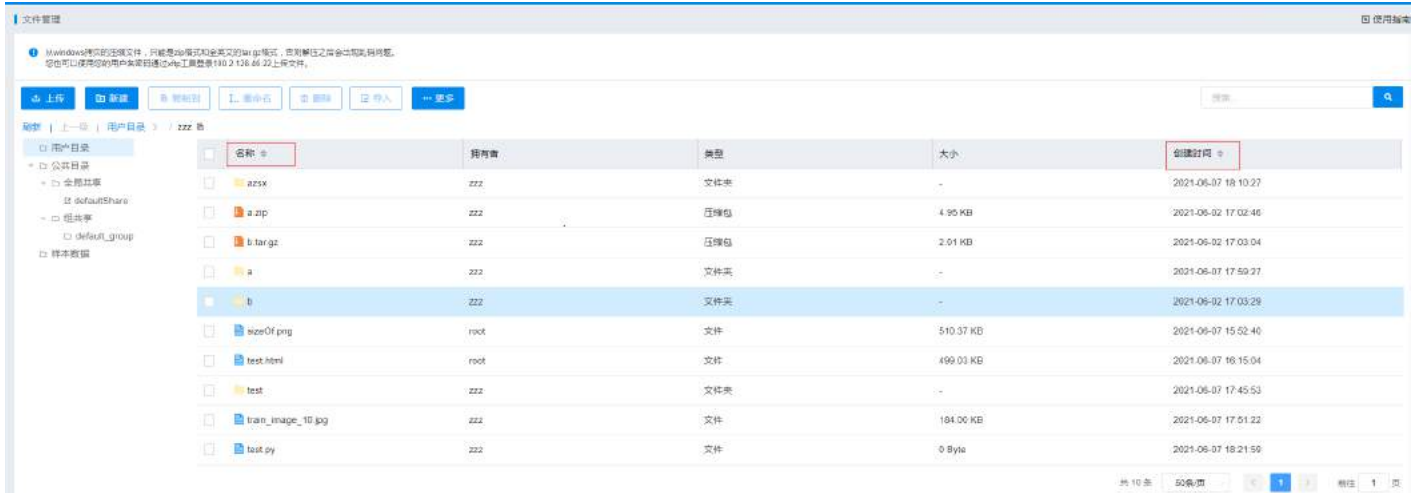 文件管理
使用指南
从windows拷贝的压缩文件，只能是zip格式和全英文的tar.gz格式，否则解压之后会出现乱码问题。
您也可以使用您的用户名密码通过xftp工具登录100.2.126.46:22上传文件。
上传 新建 复制到 重命名 删除 导入 更多 搜索...
刷新 | 上一级 | 用户目录 > / zzz
用户目录
公共目录
全局共享
defaultShare
组共享
default_group
样本数据
名称 拥有者 类型 大小 创建时间
azsx zzz 文件夹 - 2021-06-07 18:10:27
a.zip zzz 压缩包 4.95 KB 2021-06-02 17:02:46
b.tar.gz zzz 压缩包 2.01 KB 2021-06-02 17:03:04
a zzz 文件夹 - 2021-06-07 17:59:27
b zzz 文件夹 - 2021-06-02 17:03:29
sizeOf.png root 文件 510.37 KB 2021-06-07 15:52:40
test.html root 文件 499.03 KB 2021-06-07 16:15:04
test zzz 文件夹 - 2021-06-07 17:45:53
train_image_10.jpg zzz 文件 184.00 KB 2021-06-07 17:51:22
test.py zzz 文件 0 Byte 2021-06-07 18:21:59
共 10 条 50条/页 < 1 > 前往 1 页